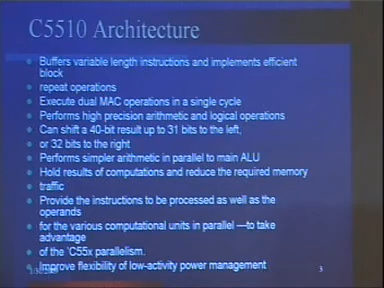 C5510 Architecture
Buffers variable length instructions and implements efficient
block
repeat operations
Execute dual MAC operations in a single cycle
Performs high precision arithmetic and logical operations
Can shift a 40-bit result up to 31 bits to the left,
or 32 bits to the right
Performs simpler arithmetic in parallel to main ALU
Hold results of computations and reduce the required memory
traffic
Provide the instructions to be processed as well as the
operands
for the various computational units in parallel —to take
advantage
of the 'C55x parallelism.
Improve flexibility of low-activity power management
3